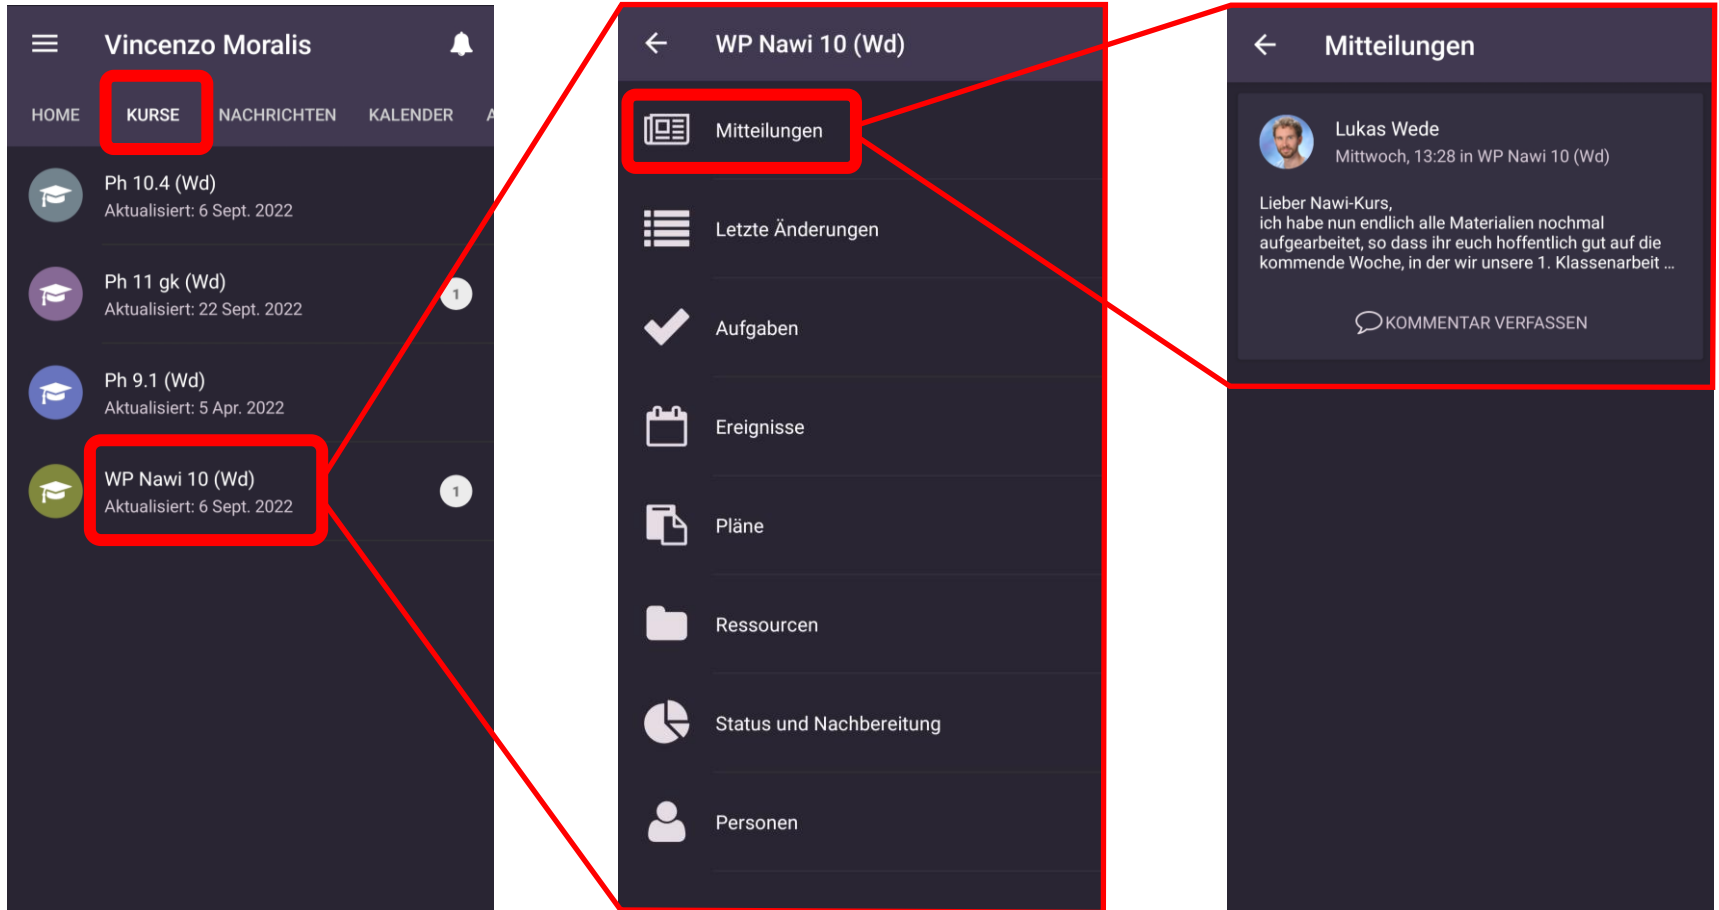 Vincenzo Moralis
HOME KURSE NACHRICHTEN KALENDER
Ph 10.4 (Wd)
Aktualisiert: 6 Sept. 2022
Ph 11 gk (Wd)
Aktualisiert: 22 Sept. 2022
1
Ph 9.1 (Wd)
Aktualisiert: 5 Apr. 2022
WP Nawi 10 (Wd)
Aktualisiert: 6 Sept. 2022
1
WP Nawi 10 (Wd)
Mitteilungen
Letzte Änderungen
Aufgaben
Ereignisse
Pläne
Ressourcen
Status und Nachbereitung
Personen
Mitteilungen
Lukas Wede
Mittwoch, 13:28 in WP Nawi 10 (Wd)
Lieber Nawi-Kurs,
ich habe nun endlich alle Materialien nochmal
aufgearbeitet, so dass ihr euch hoffentlich gut auf die
kommende Woche, in der wir unsere 1. Klassenarbeit ...
KOMMENTAR VERFASSEN